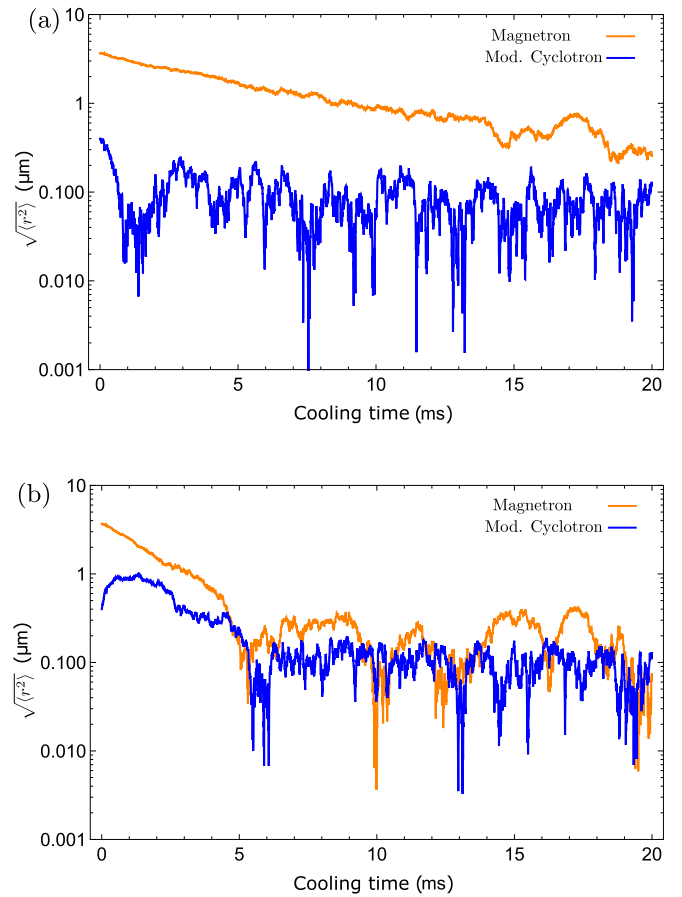 (a)
Magnetron
Mod. Cyclotron
10
1
0.100
0.010
0.001
√⟨r²⟩ (μm)
0 5 10 15 20
Cooling time (ms)
(b)
Magnetron
Mod. Cyclotron
10
1
0.100
0.010
0.001
√⟨r²⟩ (μm)
0 5 10 15 20
Cooling time (ms)